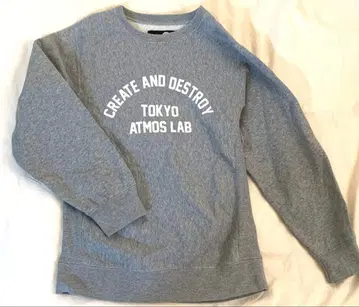 CREATE AND DESTROY
TOKYO
ATMOS LAB